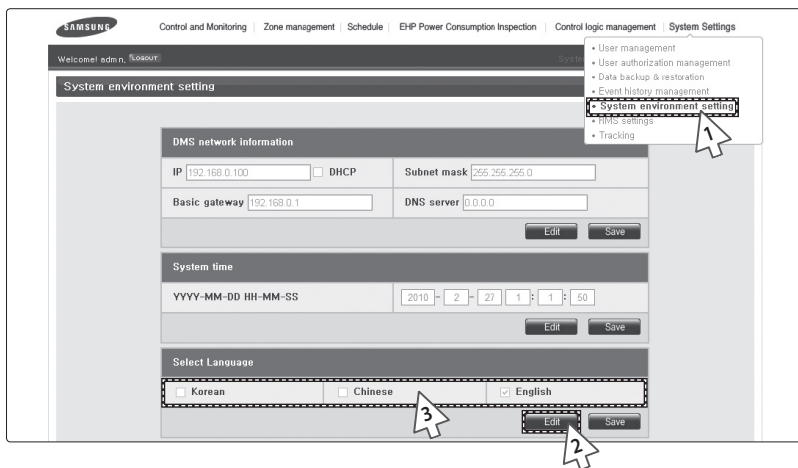 SAMSUNG Control and Monitoring Zone management Schedule EHP Power Consumption Inspection Control logic management System Settings
Welcome! admn, LOGOUT
• User management
• User authorization management
• Data backup & restoration
• Event history management
• System environment setting
• RMS settings
• Tracking
1
System environment setting
DMS network information
IP 192.168.0.100 DHCP Subnet mask 255.255.255.0
Basic gateway 192.168.0.1 DNS server 0.0.0.0
Edit Save
System time
YYYY-MM-DD HH-MM-SS 2010 - 2 - 27 1 : 1 : 50
Edit Save
Select Language
Korean Chinese English
3
Edit Save
2